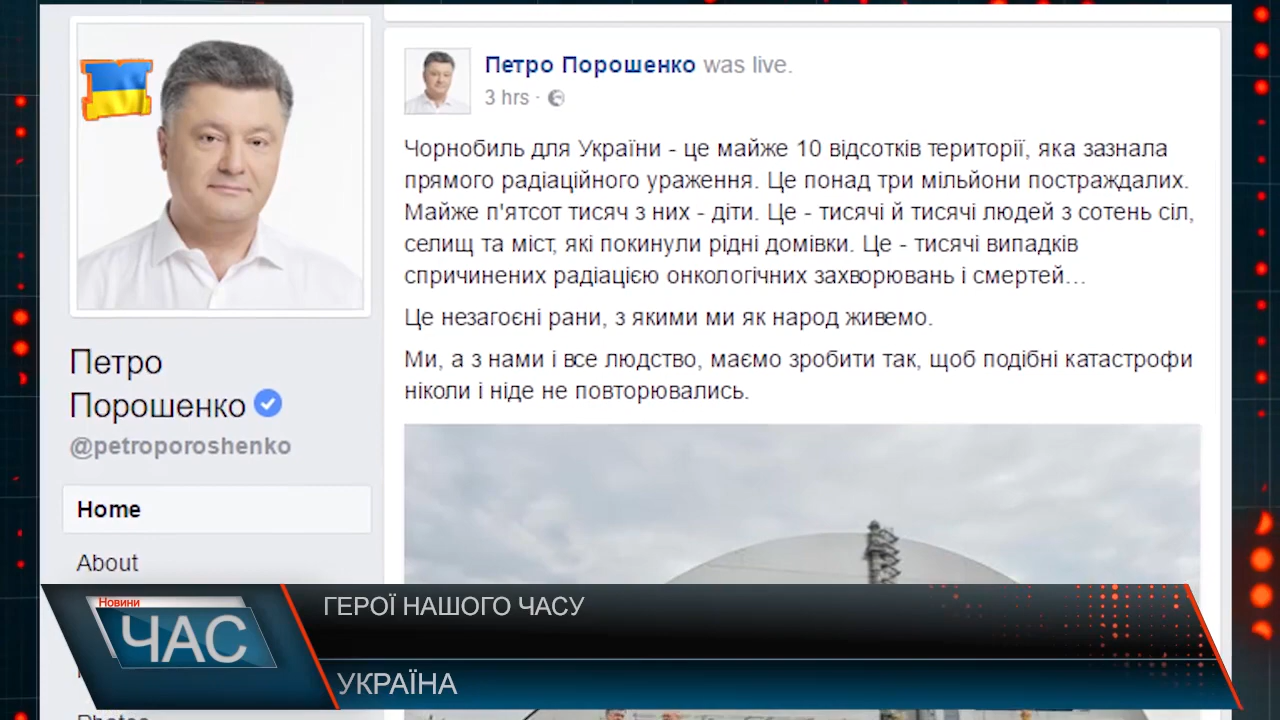 Петро Порошенко was live.
3 hrs ·
Чорнобиль для України - це майже 10 відсотків території, яка зазнала
прямого радіаційного ураження. Це понад три мільйони постраждалих.
Майже п'ятсот тисяч з них - діти. Це - тисячі й тисячі людей з сотень сіл,
селищ та міст, які покинули рідні домівки. Це - тисячі випадків
спричинених радіацією онкологічних захворювань і смертей…
Це незагоєні рани, з якими ми як народ живемо.
Ми, а з нами і все людство, маємо зробити так, щоб подібні катастрофи
ніколи і ніде не повторювались.
Петро
Порошенко
@petroporoshenko
Home
About
Photos
Новини
ЧАС
ГЕРОЇ НАШОГО ЧАСУ
УКРАЇНА